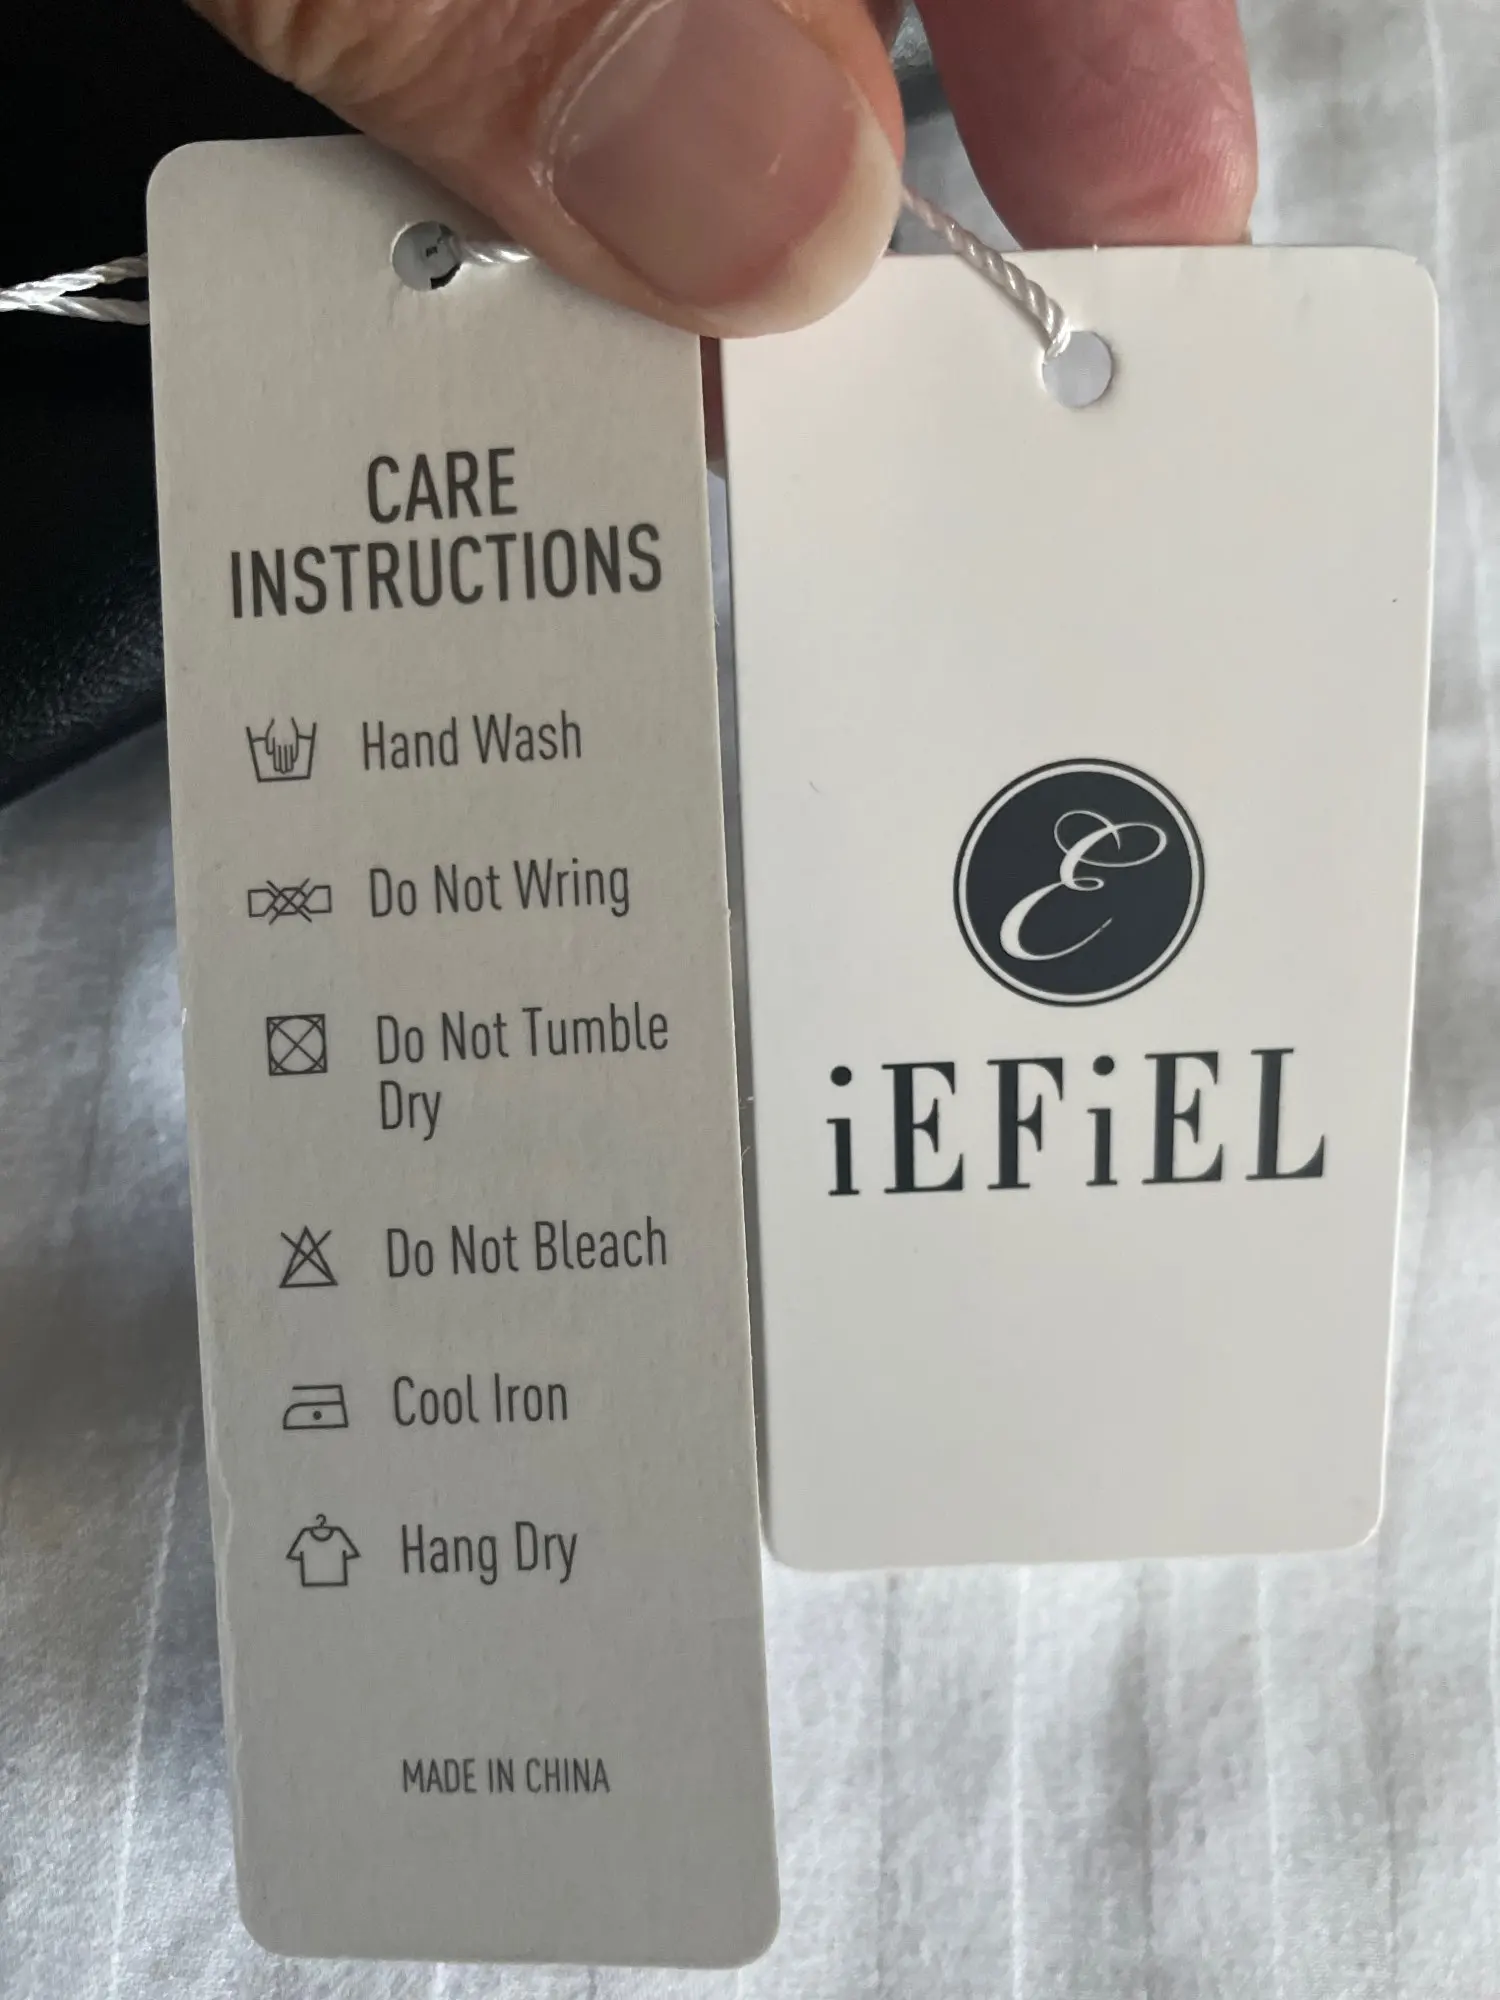 CARE
INSTRUCTIONS
Hand Wash
Do Not Wring
Do Not Tumble
Dry
Do Not Bleach
Cool Iron
Hang Dry
MADE IN CHINA
E
iEFiEL